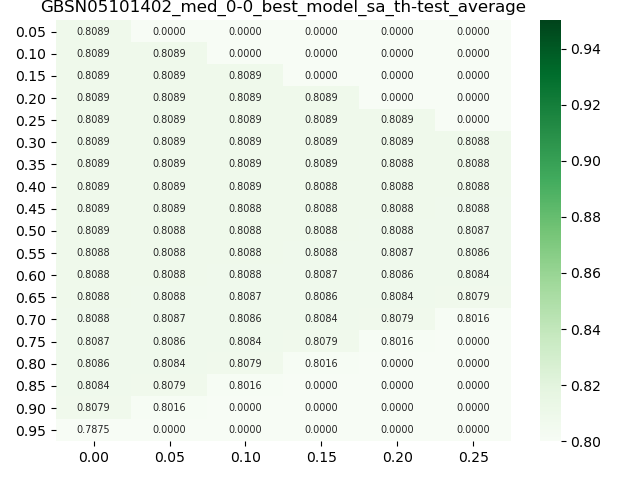 GBSN05101402_med_0-0_best_model_sa_th-test_average
0.05 0.8089 0.0000 0.0000 0.0000 0.0000 0.0000
0.10 0.8089 0.8089 0.0000 0.0000 0.0000 0.0000
0.15 0.8089 0.8089 0.8089 0.0000 0.0000 0.0000
0.20 0.8089 0.8089 0.8089 0.8089 0.0000 0.0000
0.25 0.8089 0.8089 0.8089 0.8089 0.8089 0.0000
0.30 0.8089 0.8089 0.8089 0.8089 0.8089 0.8088
0.35 0.8089 0.8089 0.8089 0.8089 0.8088 0.8088
0.40 0.8089 0.8089 0.8089 0.8088 0.8088 0.8088
0.45 0.8089 0.8089 0.8088 0.8088 0.8088 0.8088
0.50 0.8089 0.8088 0.8088 0.8088 0.8088 0.8087
0.55 0.8088 0.8088 0.8088 0.8088 0.8087 0.8086
0.60 0.8088 0.8088 0.8088 0.8087 0.8086 0.8084
0.65 0.8088 0.8088 0.8087 0.8086 0.8084 0.8079
0.70 0.8088 0.8087 0.8086 0.8084 0.8079 0.8016
0.75 0.8087 0.8086 0.8084 0.8079 0.8016 0.0000
0.80 0.8086 0.8084 0.8079 0.8016 0.0000 0.0000
0.85 0.8084 0.8079 0.8016 0.0000 0.0000 0.0000
0.90 0.8079 0.8016 0.0000 0.0000 0.0000 0.0000
0.95 0.7875 0.0000 0.0000 0.0000 0.0000 0.0000
0.00 0.05 0.10 0.15 0.20 0.25
0.94
0.92
0.90
0.88
0.86
0.84
0.82
0.80